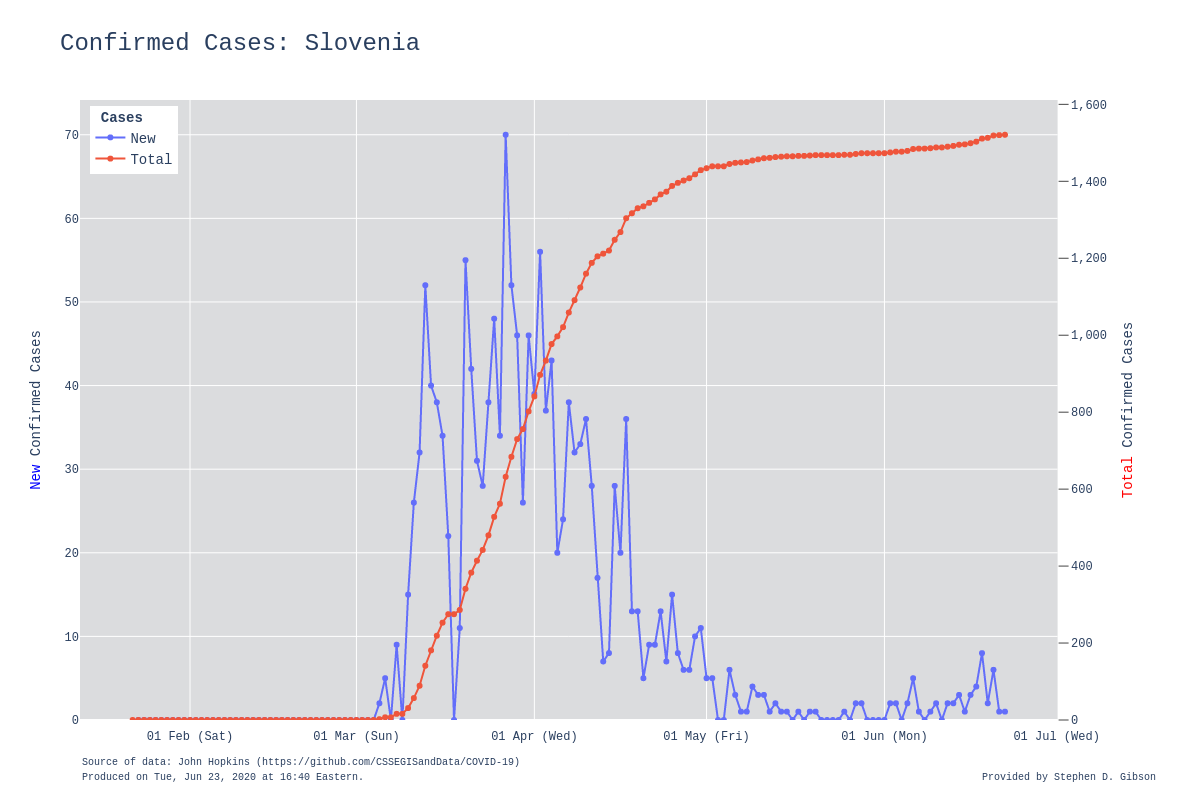 Confirmed Cases: Slovenia
Cases
New
Total
70
60
50
40
30
20
10
0
1,600
1,400
1,200
1,000
800
600
400
200
0
New Confirmed Cases
Total Confirmed Cases
01 Feb (Sat)
01 Mar (Sun)
01 Apr (Wed)
01 May (Fri)
01 Jun (Mon)
01 Jul (Wed)
Source of data: John Hopkins (https://github.com/CSSEGISandData/COVID-19)
Produced on Tue, Jun 23, 2020 at 16:40 Eastern.
Provided by Stephen D. Gibson